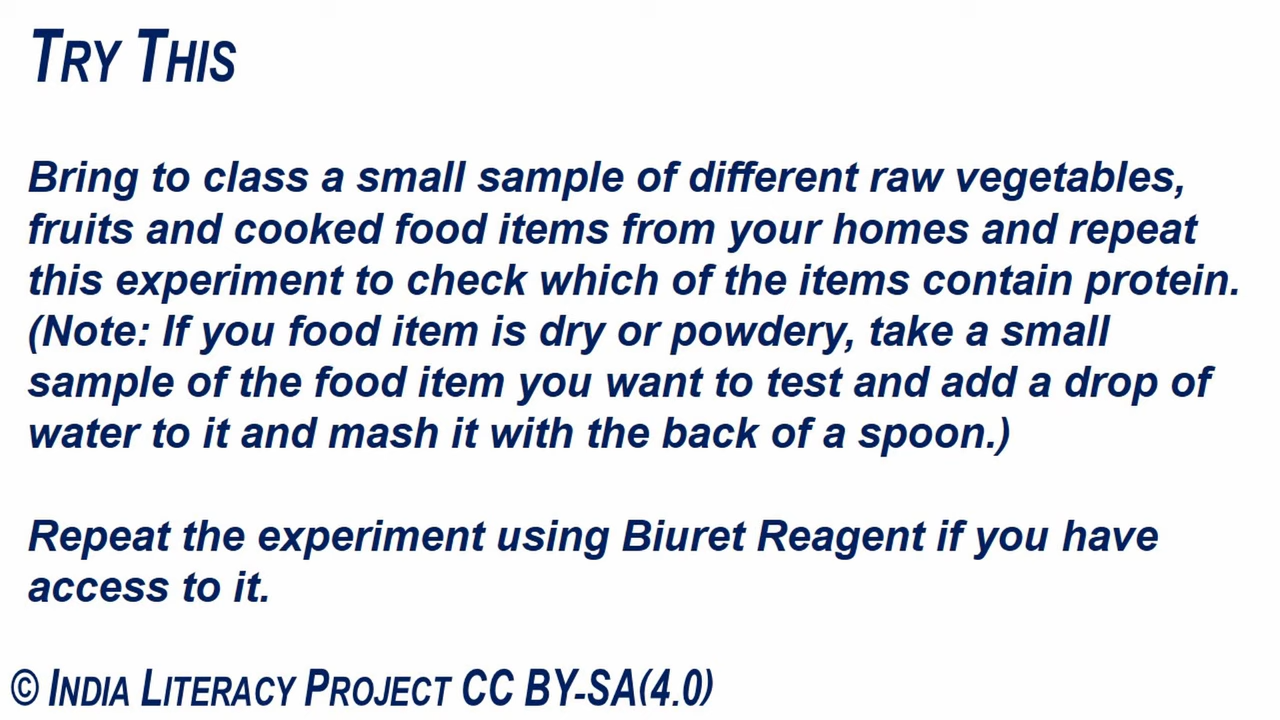 Try This
Bring to class a small sample of different raw vegetables,
fruits and cooked food items from your homes and repeat
this experiment to check which of the items contain protein.
(Note: If you food item is dry or powdery, take a small
sample of the food item you want to test and add a drop of
water to it and mash it with the back of a spoon.)
Repeat the experiment using Biuret Reagent if you have
access to it.
© India Literacy Project CC BY-SA(4.0)